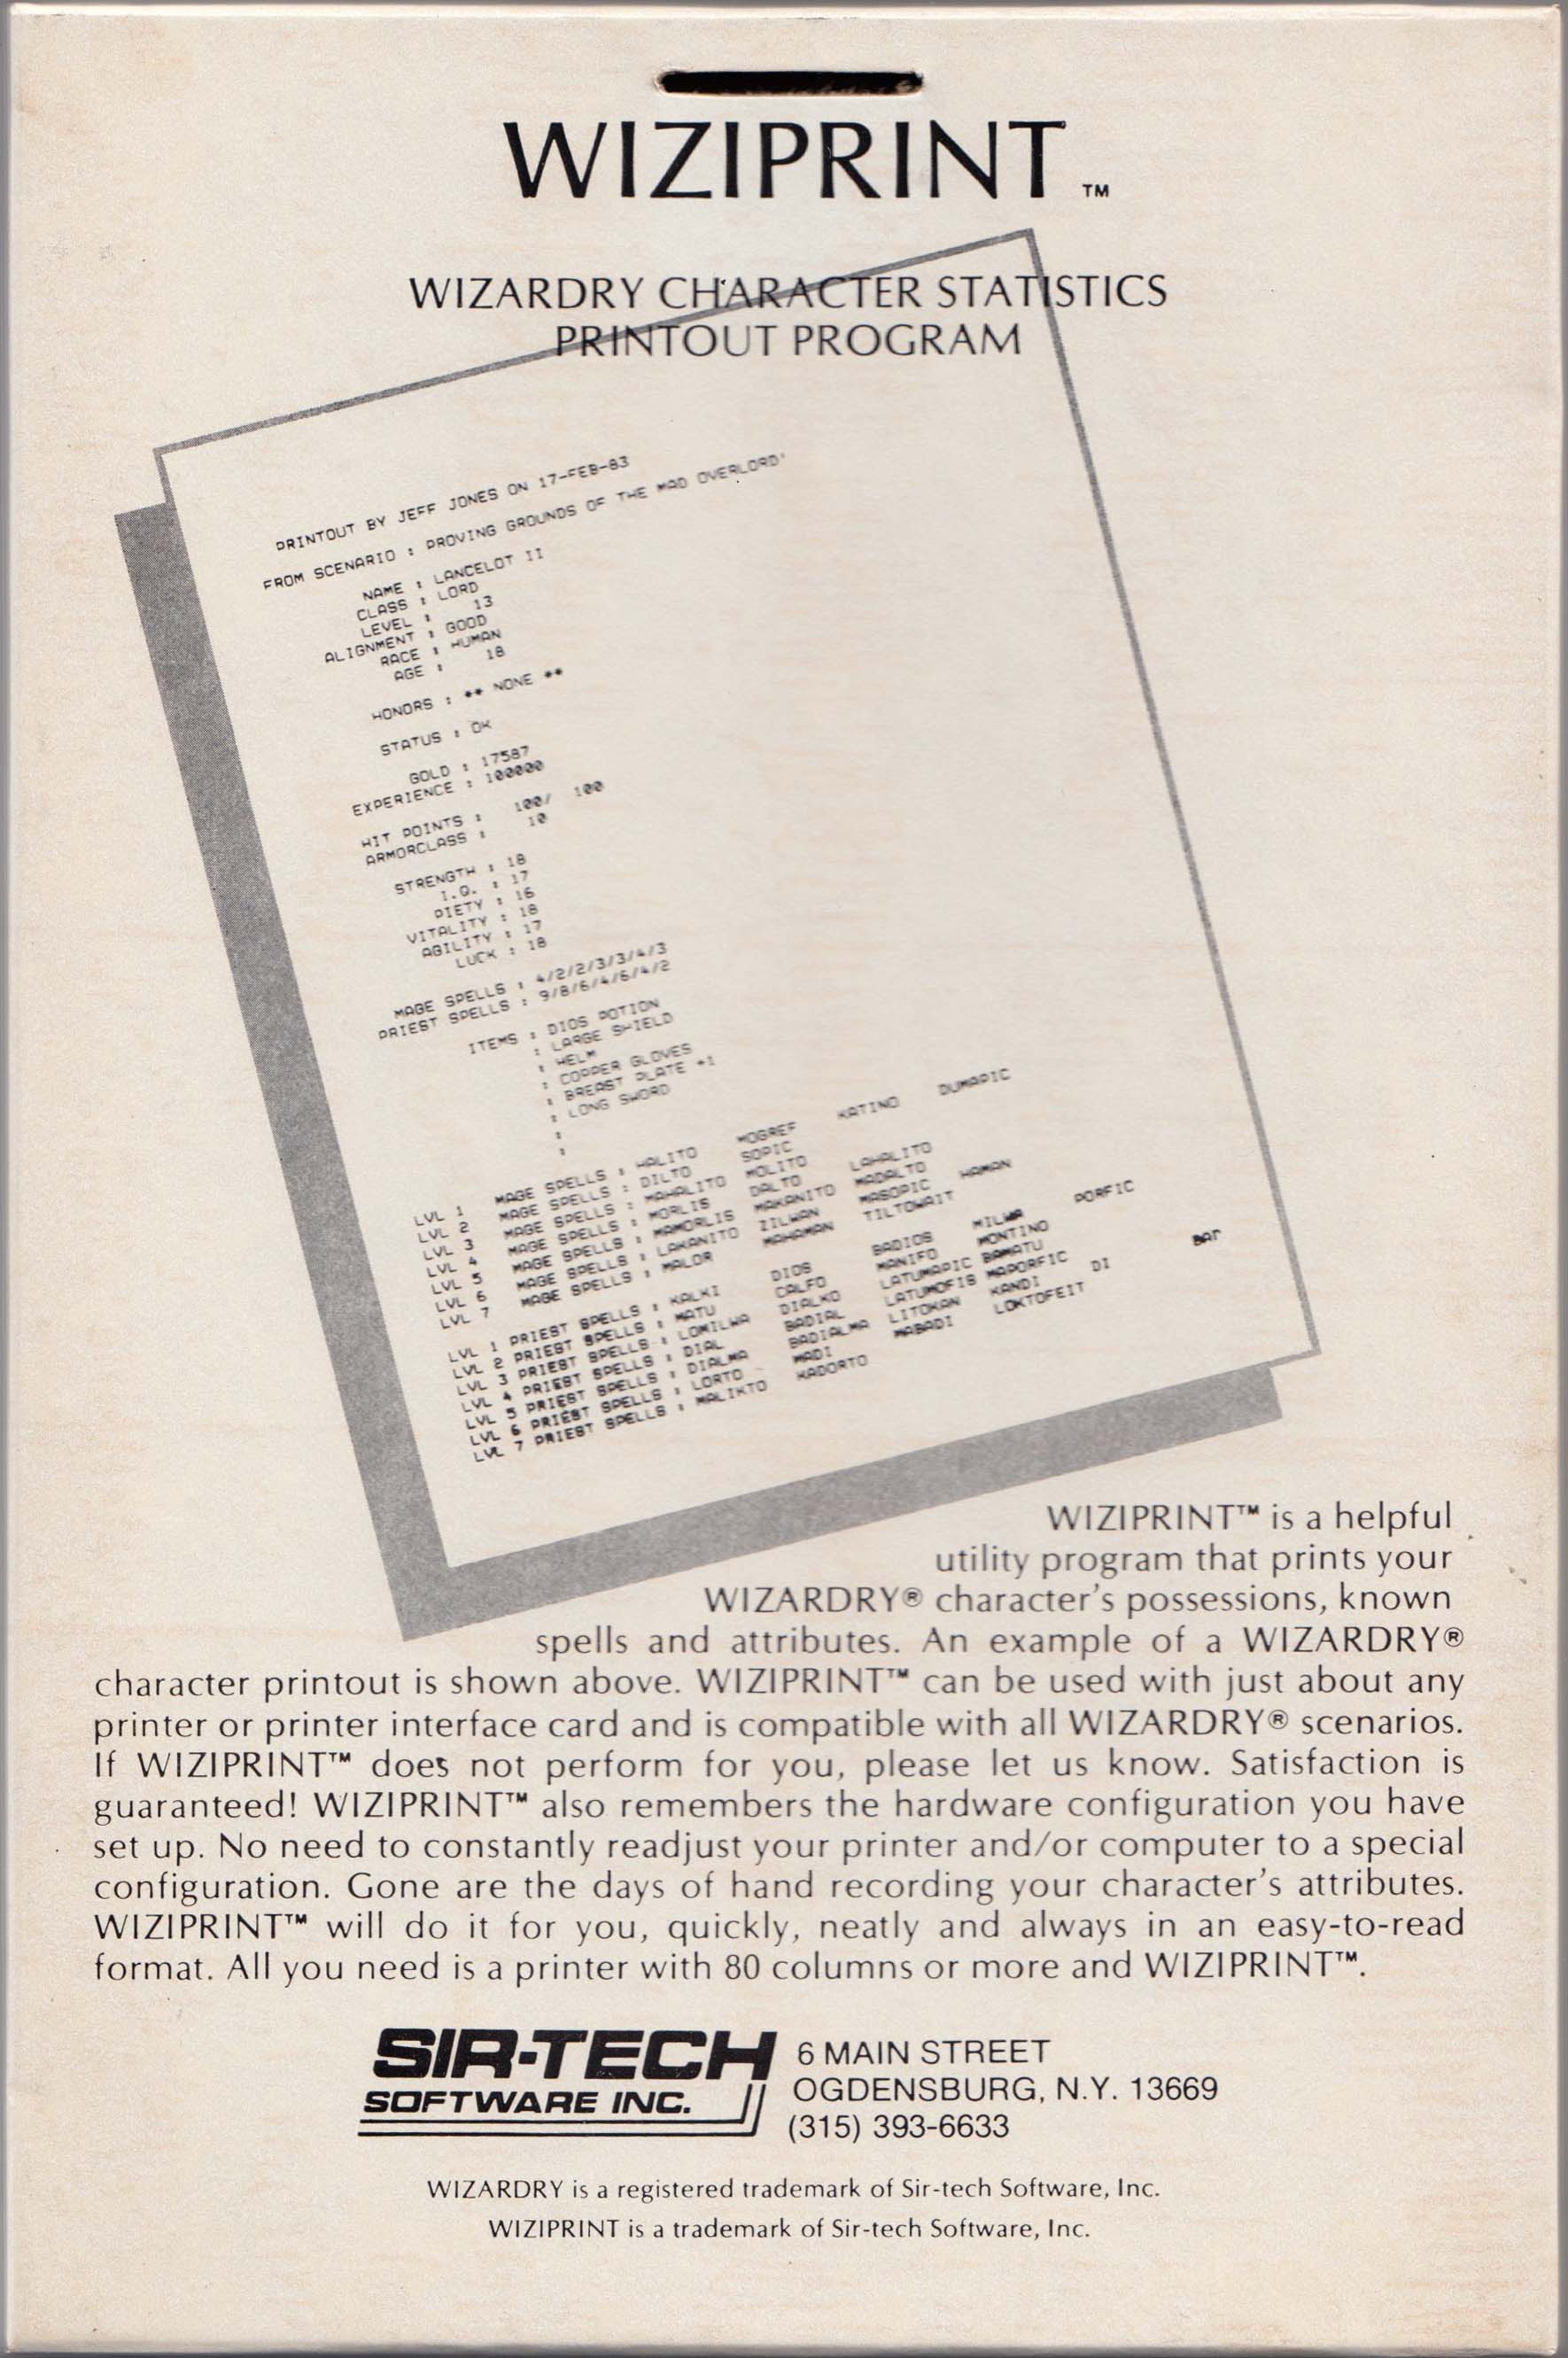 WIZIPRINT™
WIZARDRY CHARACTER STATISTICS
PRINTOUT PROGRAM
PRINTOUT BY JEFF JONES ON 17-FEB-83
FROM SCENARIO : PROVING GROUNDS OF THE MAD OVERLORD'
NAME : LANCELOT II
CLASS : LORD
LEVEL : 13
ALIGNMENT : GOOD
RACE : HUMAN
AGE : 18
HONORS : ** NONE **
STATUS : OK
GOLD : 17587
EXPERIENCE : 100000
HIT POINTS : 100/ 100
ARMORCLASS : 10
STRENGTH : 18
I.Q. : 17
PIETY : 16
VITALITY : 18
AGILITY : 17
LUCK : 18
MAGE SPELLS : 4/2/2/3/3/4/3
PRIEST SPELLS : 9/8/6/4/6/4/2
ITEMS : DIOS POTION
: LARGE SHIELD
: HELM
: COPPER GLOVES
: BREAST PLATE +1
: LONG SWORD
:
:
LVL 1 MAGE SPELLS : HALITO MOGREF KATINO DUMAPIC
LVL 2 MAGE SPELLS : DILTO SOPIC
LVL 3 MAGE SPELLS : MAHALITO MOLITO
LVL 4 MAGE SPELLS : MORLIS DALTO LAHALITO
LVL 5 MAGE SPELLS : MAMORLIS MAKANITO MADALTO
LVL 6 MAGE SPELLS : LAKANITO ZILWAN MASOPIC HAMAN
LVL 7 MAGE SPELLS : MALOR MAHAMAN TILTOWAIT
LVL 1 PRIEST SPELLS : KALKI DIOS BADIOS MILWA PORFIC
LVL 2 PRIEST SPELLS : MATU CALFO MANIFO MONTINO
LVL 3 PRIEST SPELLS : LOMILWA DIALKO LATUMAPIC BAMATU
LVL 4 PRIEST SPELLS : DIAL BADIAL LATUMOFIS MAPORFIC
LVL 5 PRIEST SPELLS : DIALMA BADIALMA LITOKAN KANDI DI
LVL 6 PRIEST SPELLS : LORTO MADI MABADI LOKTOFEIT
LVL 7 PRIEST SPELLS : MALIKTO KADORTO
WIZIPRINT™ is a helpful
utility program that prints your
WIZARDRY® character's possessions, known
spells and attributes. An example of a WIZARDRY®
character printout is shown above. WIZIPRINT™ can be used with just about any
printer or printer interface card and is compatible with all WIZARDRY® scenarios.
If WIZIPRINT™ does not perform for you, please let us know. Satisfaction is
guaranteed! WIZIPRINT™ also remembers the hardware configuration you have
set up. No need to constantly readjust your printer and/or computer to a special
configuration. Gone are the days of hand recording your character's attributes.
WIZIPRINT™ will do it for you, quickly, neatly and always in an easy-to-read
format. All you need is a printer with 80 columns or more and WIZIPRINT™.
SIR-TECH
SOFTWARE INC.
6 MAIN STREET
OGDENSBURG, N.Y. 13669
(315) 393-6633
WIZARDRY is a registered trademark of Sir-tech Software, Inc.
WIZIPRINT is a trademark of Sir-tech Software, Inc.